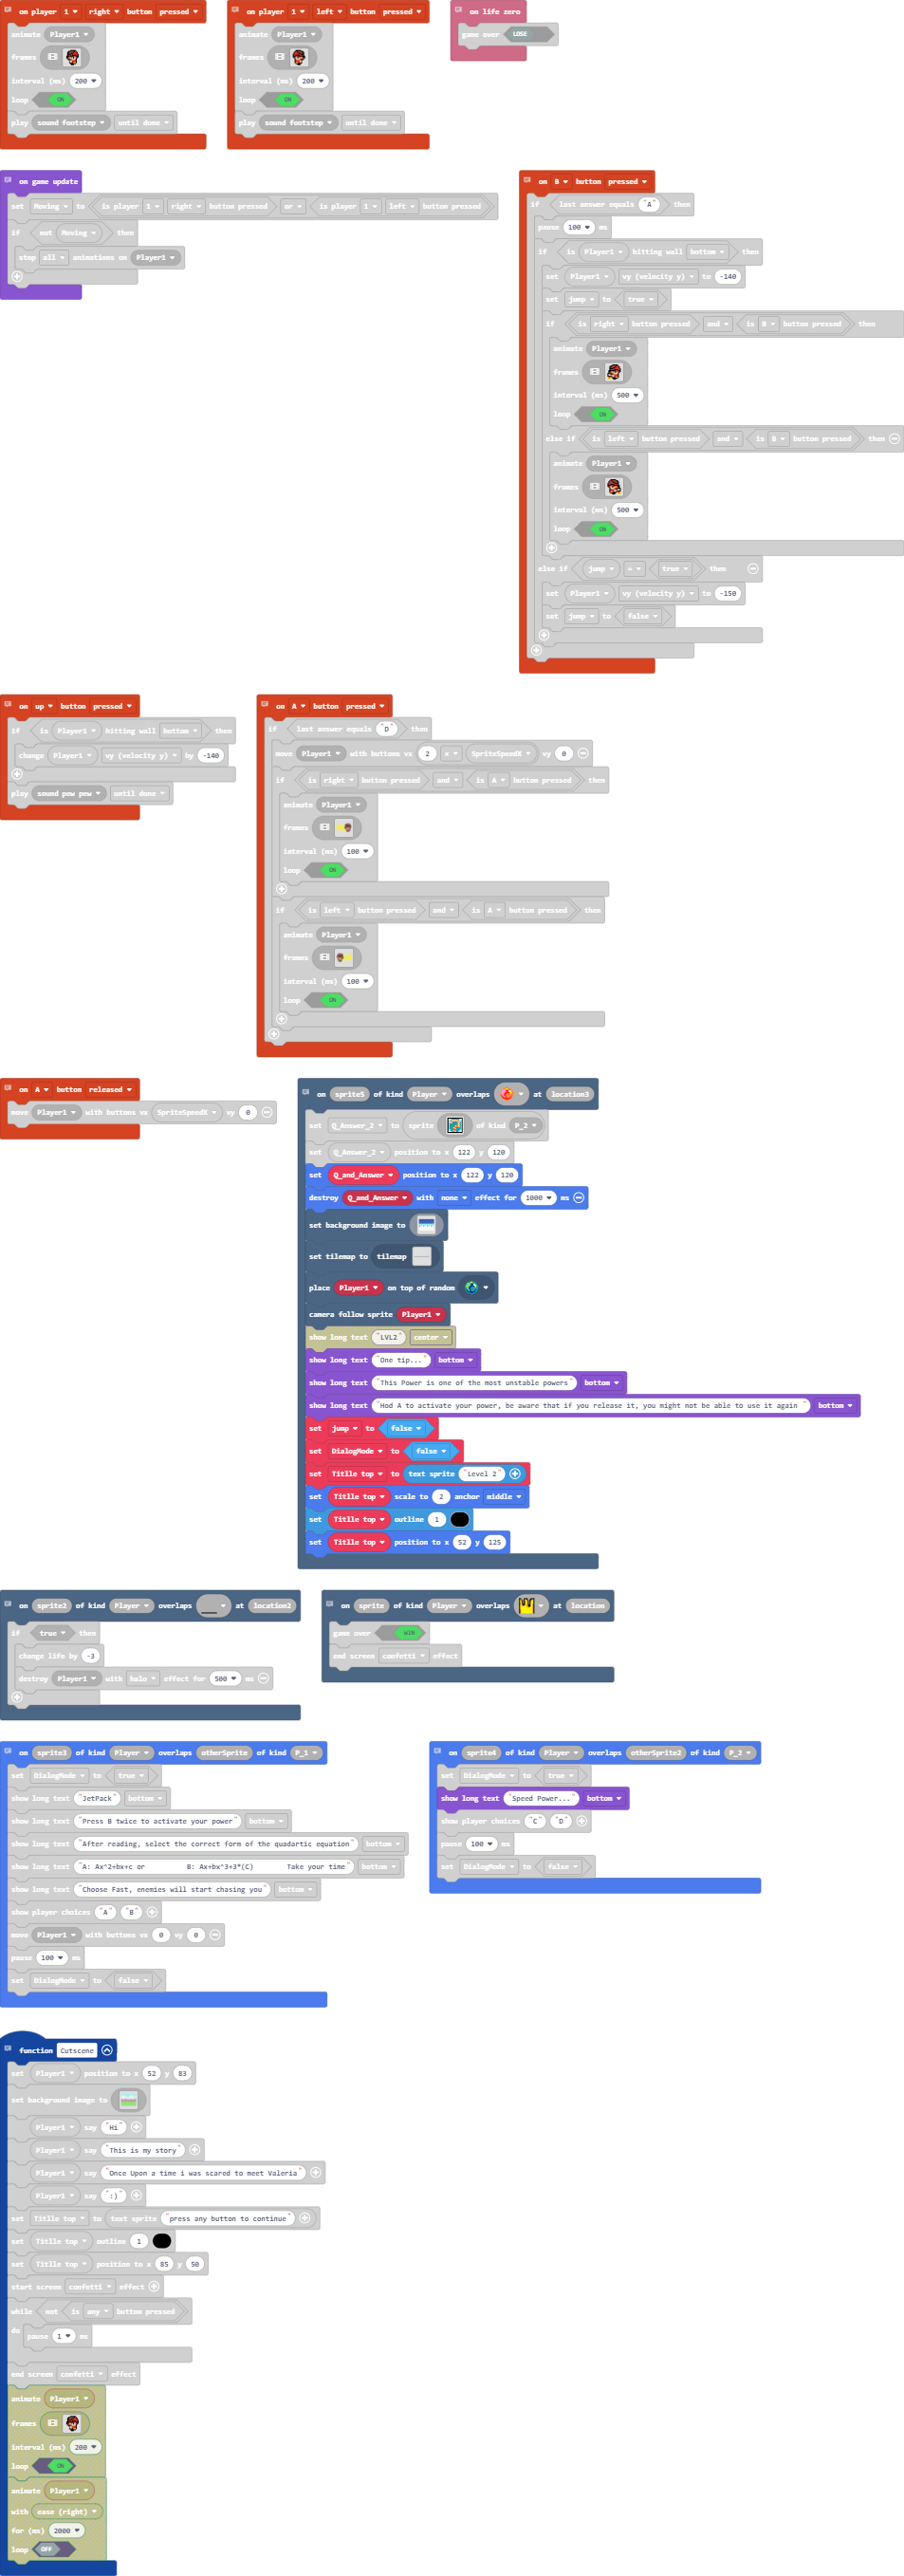 on player 1 right button pressed
animate Player1
frames
interval (ms) 200
loop ON
play sound footstep until done
on player 1 left button pressed
animate Player1
frames
interval (ms) 200
loop ON
play sound footstep until done
on life zero
game over LOSE
on game update
set Moving to is player 1 right button pressed or is player 1 left button pressed
if not Moving then
stop all animations on Player1
on B button pressed
if last answer equals "A" then
pause 100 ms
if is Player1 hitting wall bottom then
set Player1 vy (velocity y) to -140
set jump to true
if is right button pressed and is B button pressed then
animate Player1
frames
interval (ms) 500
loop ON
else if is left button pressed and is B button pressed then
animate Player1
frames
interval (ms) 500
loop ON
else if jump = true then
set Player1 vy (velocity y) to -150
set jump to false
on up button pressed
if is Player1 hitting wall bottom then
change Player1 vy (velocity y) by -140
play sound pew pew until done
on A button pressed
if last answer equals "D" then
move Player1 with buttons vx 2 x SpriteSpeedX vy 0
if is right button pressed and is A button pressed then
animate Player1
frames
interval (ms) 100
loop ON
if is left button pressed and is A button pressed then
animate Player1
frames
interval (ms) 100
loop ON
on A button released
move Player1 with buttons vx SpriteSpeedX vy 0
on sprite5 of kind Player overlaps at location3
set Q_Answer_2 to sprite of kind P_2
set Q_Answer_2 position to x 122 y 120
set Q_and_Answer position to x 122 y 120
destroy Q_and_Answer with none effect for 1000 ms
set background image to
set tilemap to tilemap
place Player1 on top of random
camera follow sprite Player1
show long text "LVL2" center
show long text "One tip..." bottom
show long text "This Power is one of the most unstable powers" bottom
show long text "Hod A to activate your power, be aware that if you release it, you might not be able to use it again " bottom
set jump to false
set DialogMode to false
set Titlle top to text sprite "Level 2"
set Titlle top scale to 2 anchor middle
set Titlle top outline 1
set Titlle top position to x 52 y 125
on sprite2 of kind Player overlaps at location2
if true then
change life by -3
destroy Player1 with halo effect for 500 ms
on sprite of kind Player overlaps at location
game over WIN
end screen confetti effect
on sprite3 of kind Player overlaps otherSprite of kind P_1
set DialogMode to true
show long text "JetPack" bottom
show long text "Press B twice to activate your power" bottom
show long text "After reading, select the correct form of the quadartic equation" bottom
show long text "A: Ax^2+bx+c or B: Ax+bx^3+3*(C) Take your time" bottom
show long text "Choose Fast, enemies will start chasing you" bottom
show player choices "A" "B"
move Player1 with buttons vx 0 vy 0
pause 100 ms
set DialogMode to false
on sprite4 of kind Player overlaps otherSprite2 of kind P_2
set DialogMode to true
show long text "Speed Power..." bottom
show player choices "C" "D"
pause 100 ms
set DialogMode to false
function Cutscene
set Player1 position to x 52 y 83
set background image to
Player1 say "Hi"
Player1 say "This is my story"
Player1 say "Once Upon a time i was scared to meet Valeria"
Player1 say ":)"
set Titlle top to text sprite "press any button to continue"
set Titlle top outline 1
set Titlle top position to x 85 y 50
start screen confetti effect
while not is any button pressed
do pause 1 ms
end screen confetti effect
animate Player1
frames
interval (ms) 200
loop ON
animate Player1
with ease (right)
for (ms) 2000
loop OFF